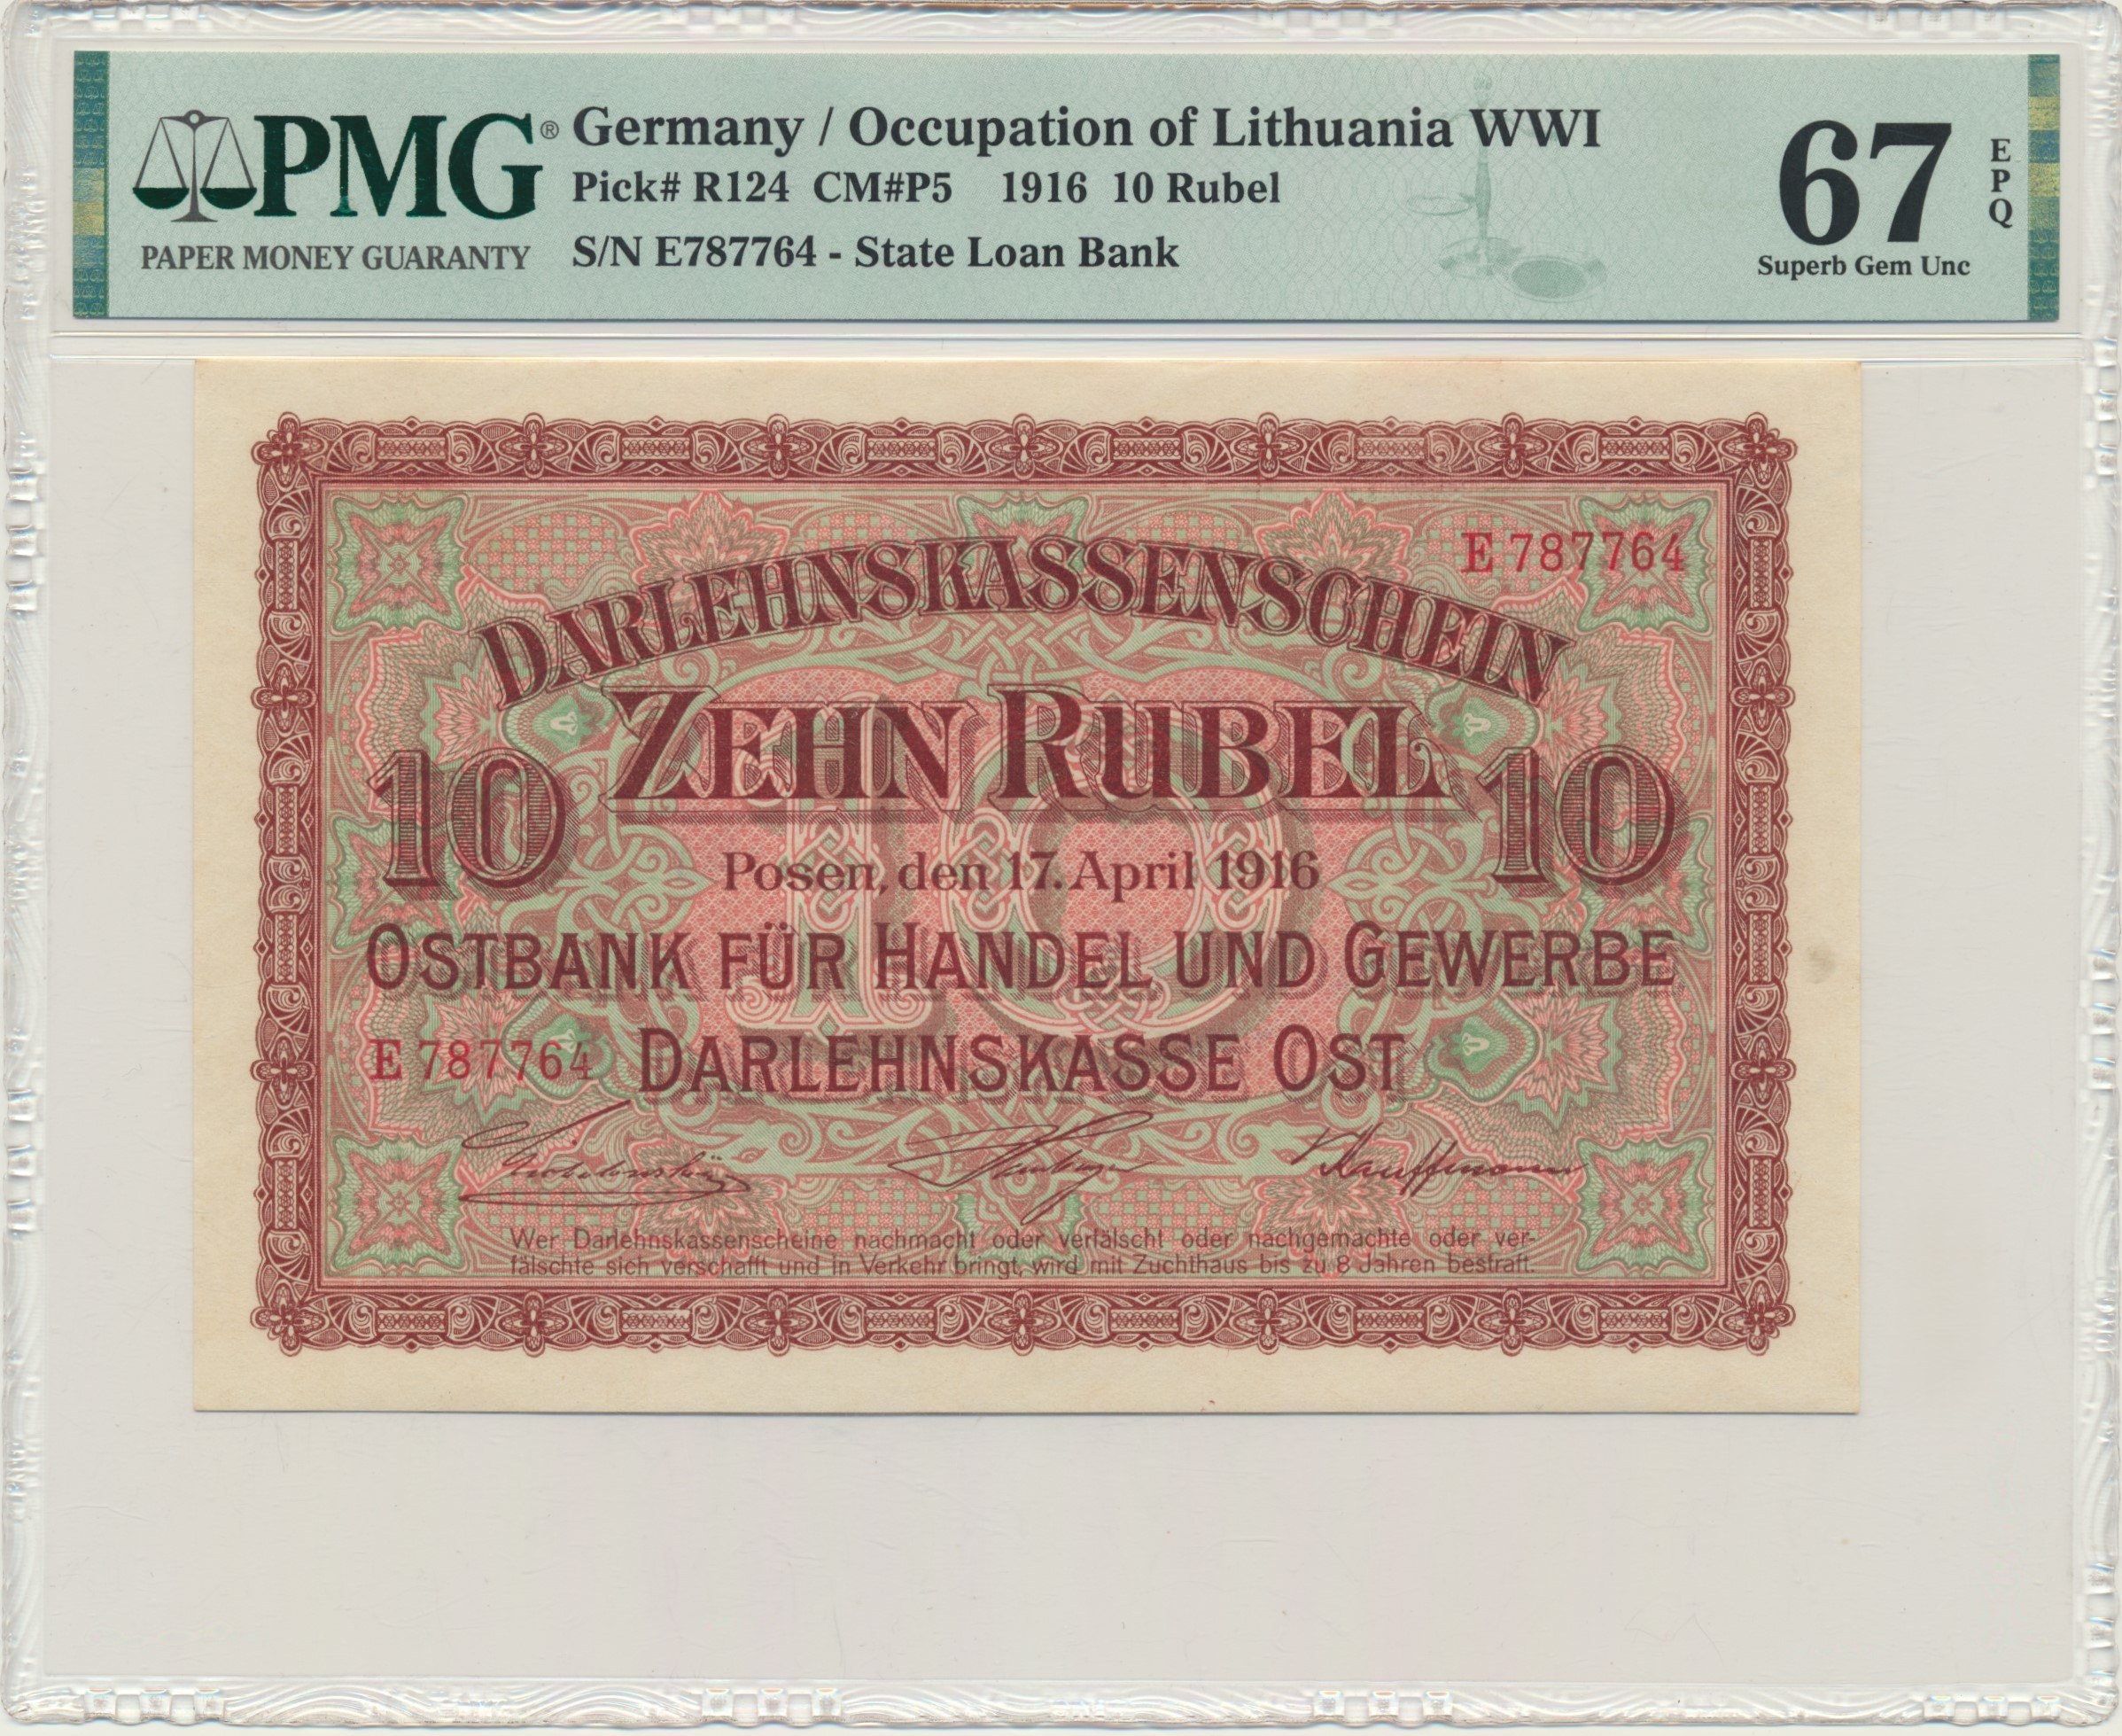 PMG®
PAPER MONEY GUARANTY
Germany / Occupation of Lithuania WWI
Pick# R124 CM#P5 1916 10 Rubel
S/N E787764 - State Loan Bank
67
EPQ
Superb Gem Unc
E 787764
DARLEHNSKASSENSCHEIN
ZEHN RUBEL
10
10
10
Posen, den 17. April 1916
OSTBANK FÜR HANDEL UND GEWERBE
E 787764 DARLEHNSKASSE OST
Kauffmann
Wer Darlehnskassenscheine nachmacht oder verfälscht oder nachgemachte oder ver-
fälschte sich verschafft und in Verkehr bringt, wird mit Zuchthaus bis zu 8 Jahren bestraft.